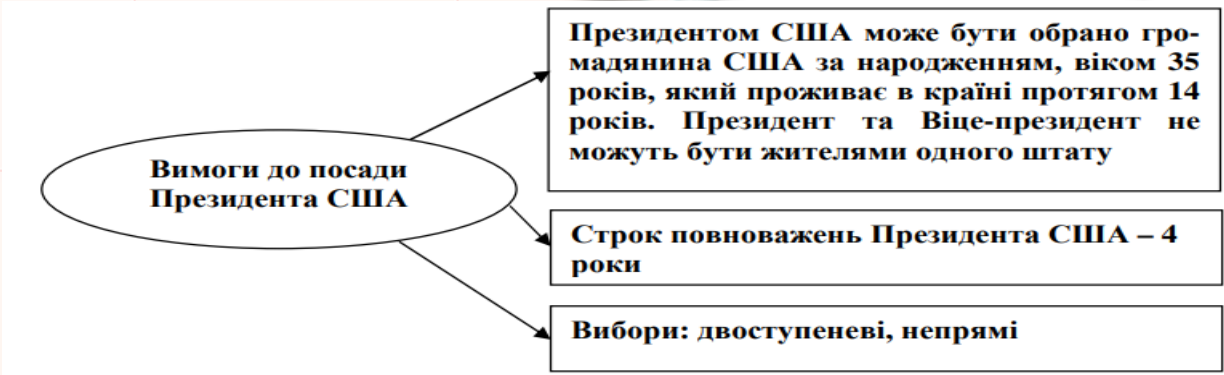 Вимоги до посади
Президента США
Президентом США може бути обрано гро-
мадянина США за народженням, віком 35
років, який проживає в країні протягом 14
років. Президент та Віце-президент не
можуть бути жителями одного штату
Строк повноважень Президента США – 4
роки
Вибори: двоступеневі, непрямі